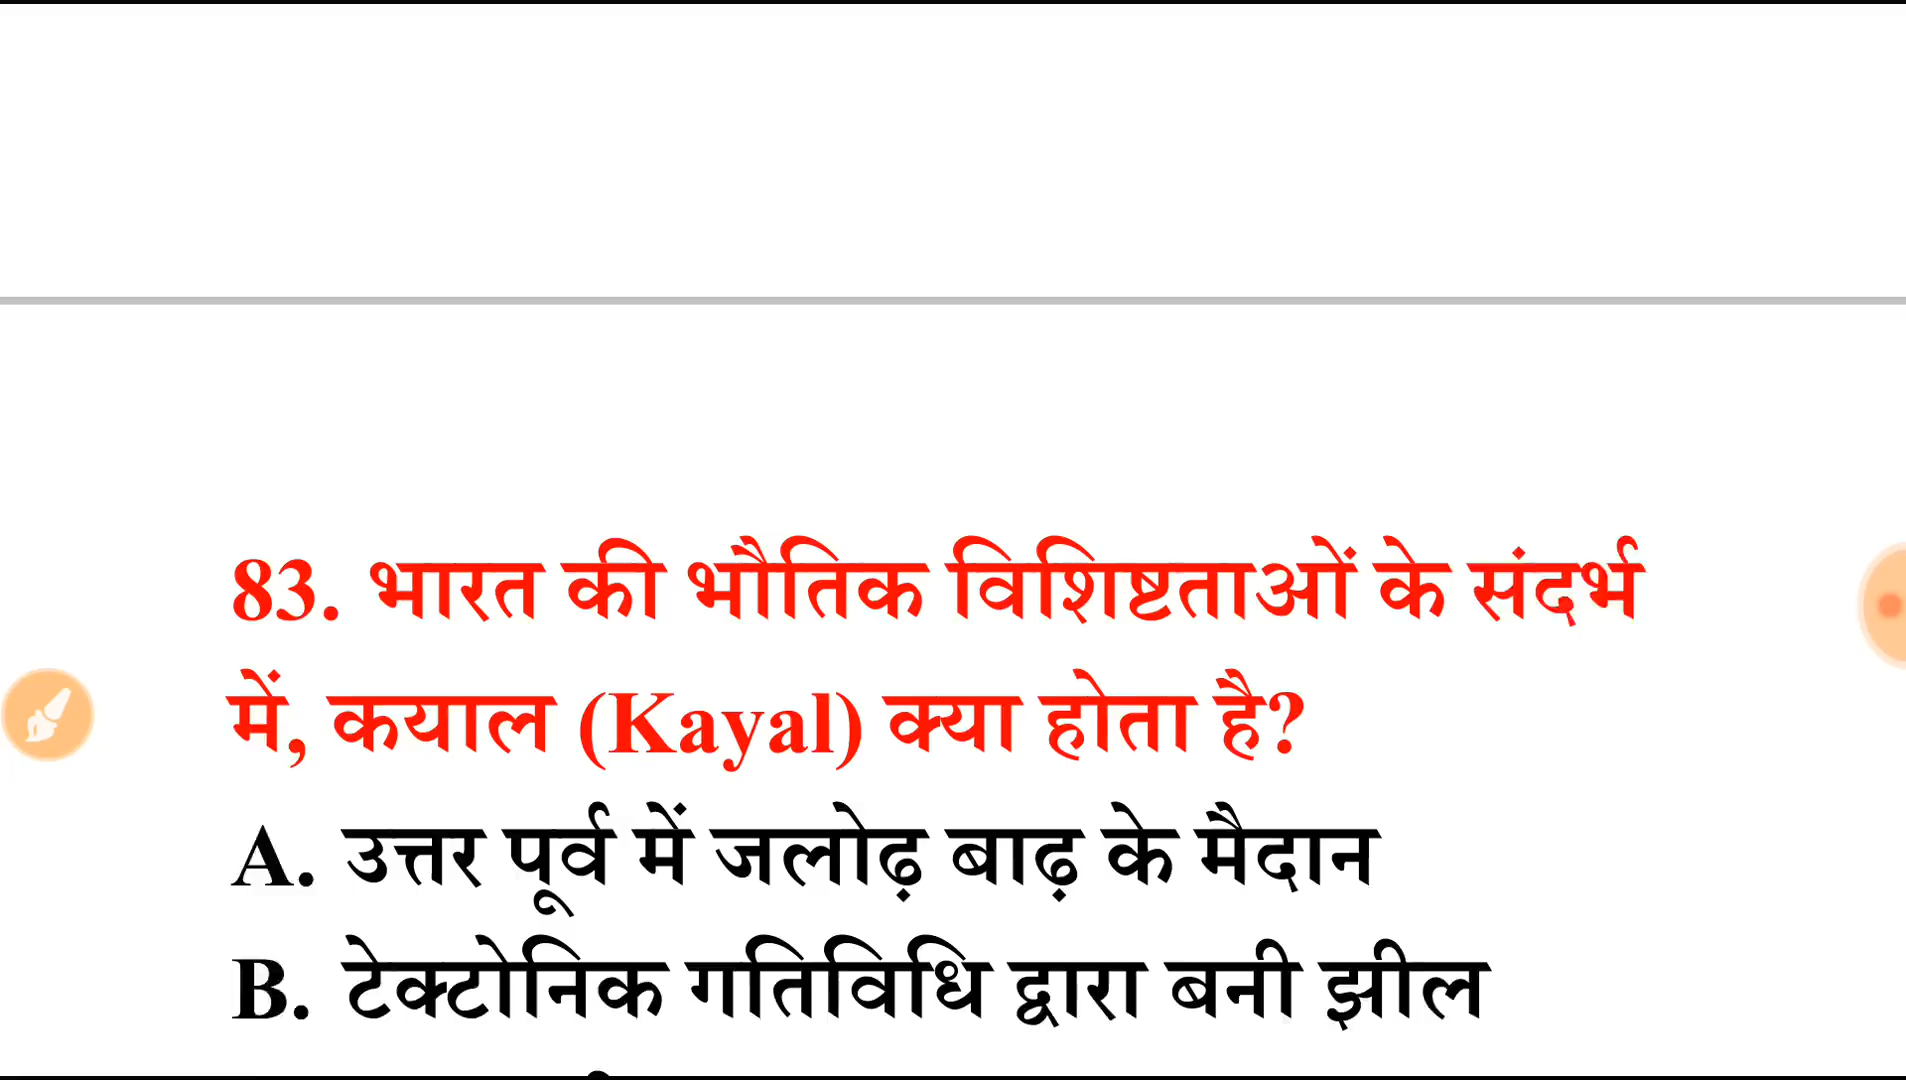 83. भारत की भौतिक विशिष्टताओं के संदर्भ
में, कयाल (Kayal) क्या होता है?
A. उत्तर पूर्व में जलोढ़ बाढ़ के मैदान
B. टेक्टोनिक गतिविधि द्वारा बनी झील